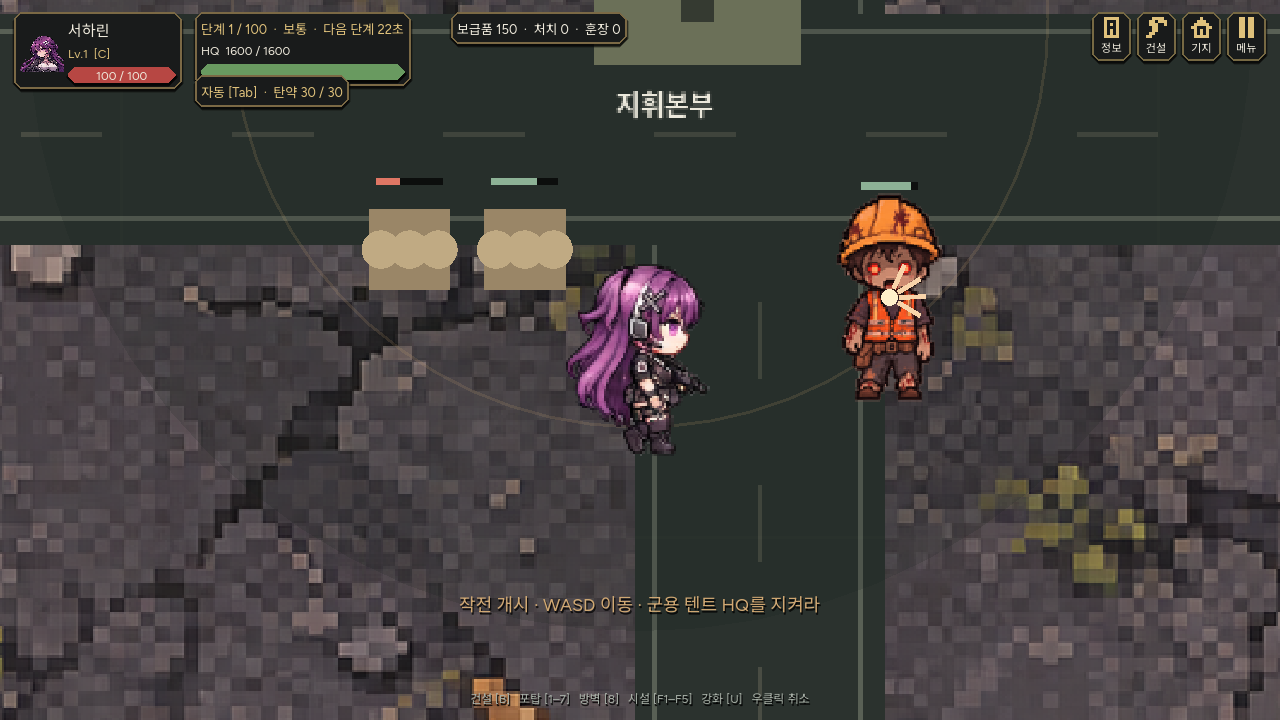 서하린
Lv.1 [C]
100 / 100
단계 1 / 100 · 보통 · 다음 단계 22초
HQ 1600 / 1600
자동 [Tab] · 탄약 30 / 30
보급품 150 · 처치 0 · 훈장 0
정보
건설
기지
메뉴
지휘본부
작전 개시 · WASD 이동 · 군용 텐트 HQ를 지켜라
건설 [B] 포탑 [1–7] 방벽 [8] 시설 [F1–F5] 강화 [U] 우클릭 취소